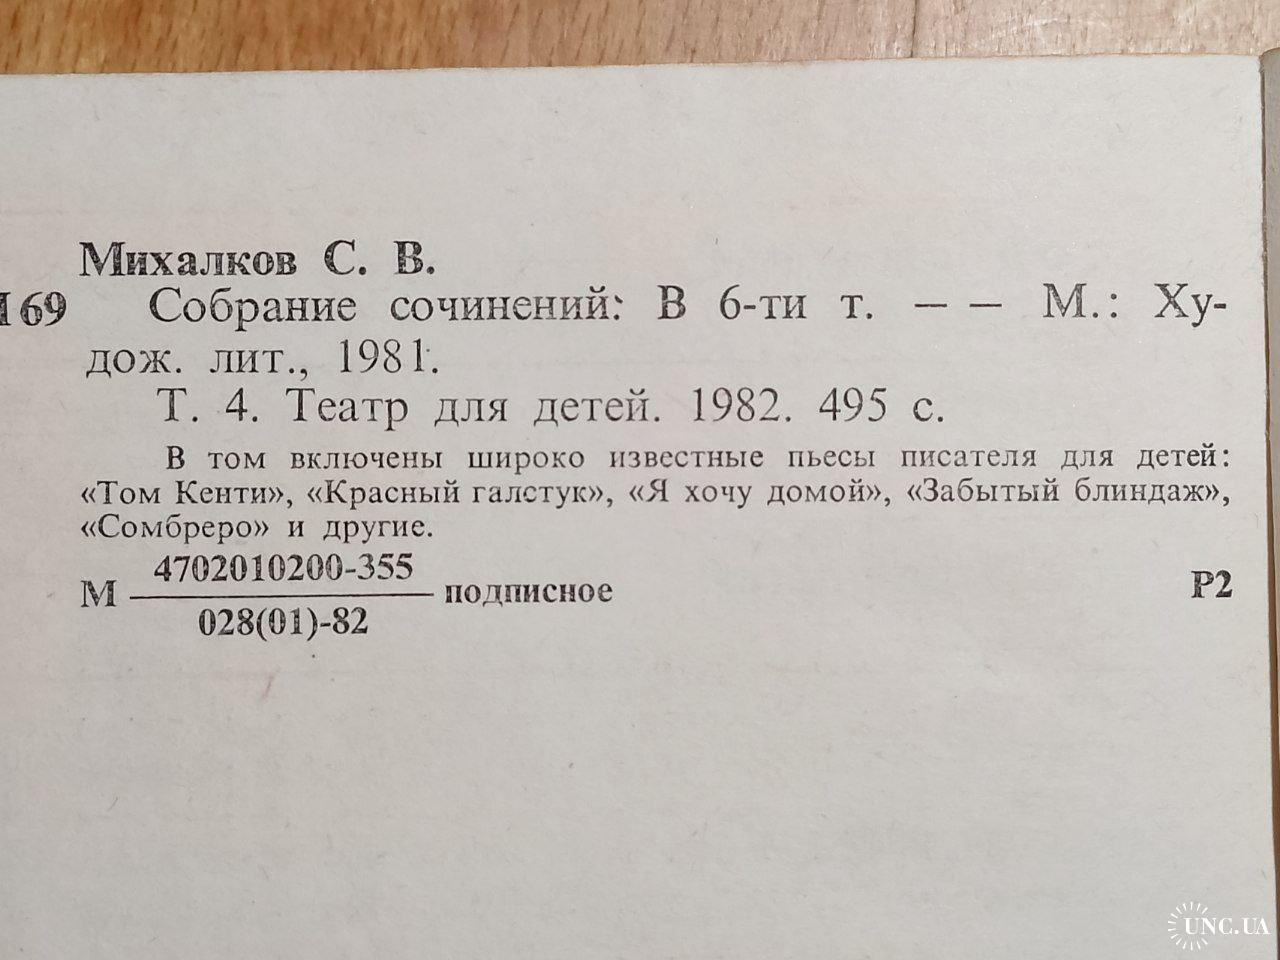 Михалков С. В.
69 Собрание сочинений: В 6-ти т. — — М.: Ху-
дож. лит., 1981.
Т. 4. Театр для детей. 1982. 495 с.
В том включены широко известные пьесы писателя для детей:
«Том Кенти», «Красный галстук», «Я хочу домой», «Забытый блиндаж»,
«Сомбреро» и другие.
4702010200-355
М подписное Р2
028(01)-82
UNC.UA